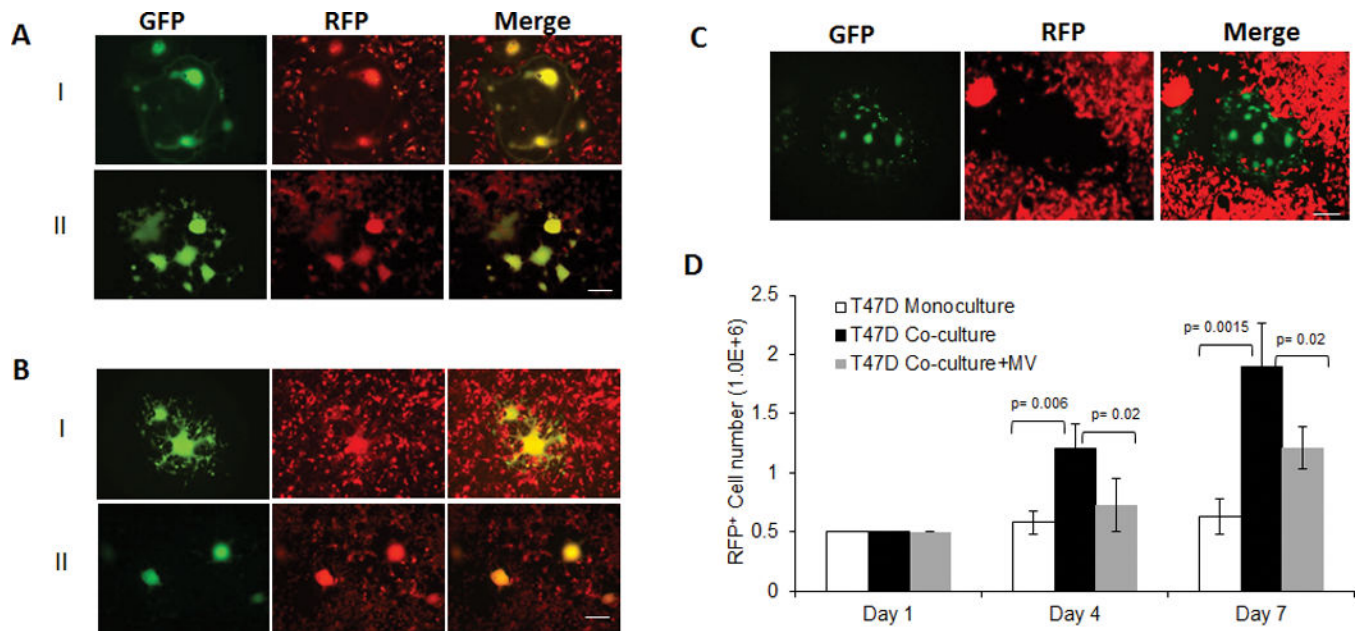 A
GFP RFP Merge
I
II
B
I
II
C
GFP RFP Merge
D
RFP⁺ Cell number (1.0E+6)
2.5
2
1.5
1
0.5
0
T47D Monoculture
T47D Co-culture
T47D Co-culture+MV
p= 0.006
p= 0.02
p= 0.0015
p= 0.02
Day 1 Day 4 Day 7